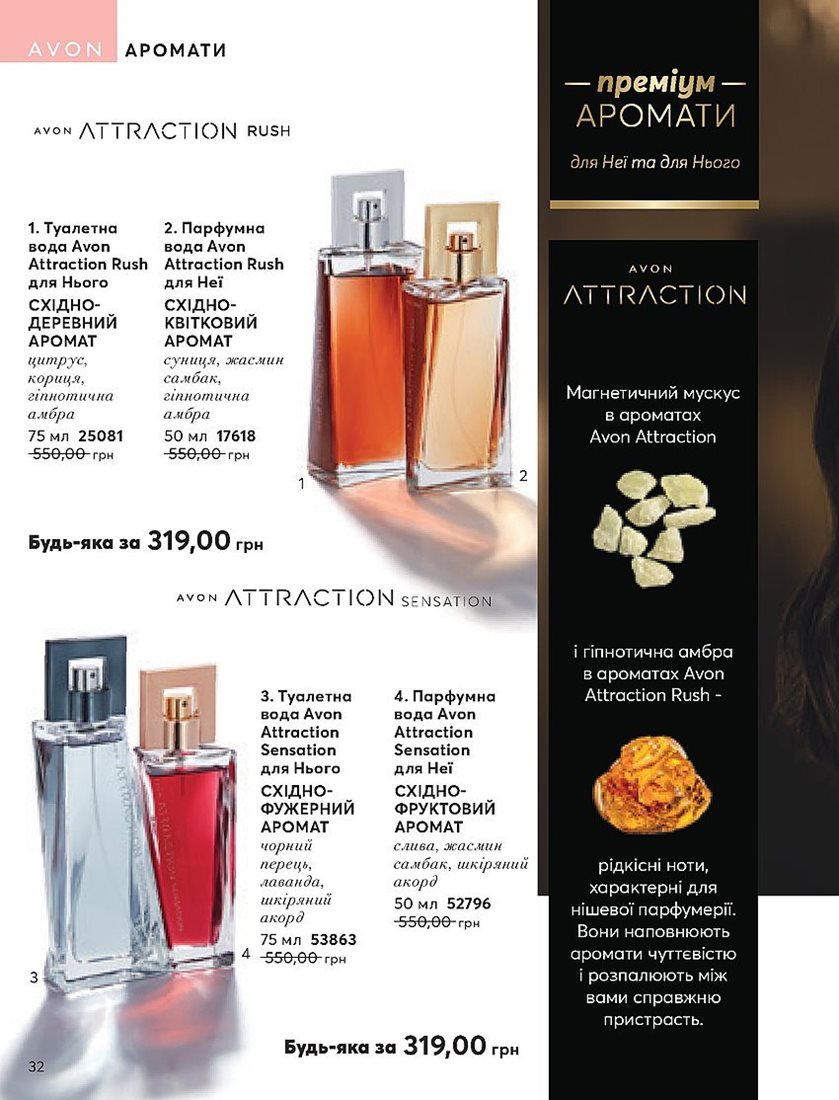 AVON АРОМАТИ
AVON ATTRACTION RUSH
1. Туалетна
вода Avon
Attraction Rush
для Нього
СХІДНО-
ДЕРЕВНИЙ
АРОМАТ
цитрус,
кориця,
гіпнотична
амбра
75 мл 25081
550,00 грн
2. Парфумна
вода Avon
Attraction Rush
для Неї
СХІДНО-
КВІТКОВИЙ
АРОМАТ
суниця, жасмин
самбак,
гіпнотична
амбра
50 мл 17618
550,00 грн
1
2
Будь-яка за 319,00 грн
AVON ATTRACTION SENSATION
3. Туалетна
вода Avon
Attraction
Sensation
для Нього
СХІДНО-
ФУЖЕРНИЙ
АРОМАТ
чорний
перець,
лаванда,
шкіряний
акорд
75 мл 53863
550,00 грн
4. Парфумна
вода Avon
Attraction
Sensation
для Неї
СХІДНО-
ФРУКТОВИЙ
АРОМАТ
слива, жасмин
самбак, шкіряний
акорд
50 мл 52796
550,00 грн
3
4
Будь-яка за 319,00 грн
32
преміум
АРОМАТИ
для Неї та для Нього
AVON
ATTRACTION
Магнетичний мускус
в ароматах
Avon Attraction
і гіпнотична амбра
в ароматах Avon
Attraction Rush -
рідкісні ноти,
характерні для
нішевої парфумерії.
Вони наповнюють
аромати чуттєвістю
і розпалюють між
вами справжню
пристрасть.